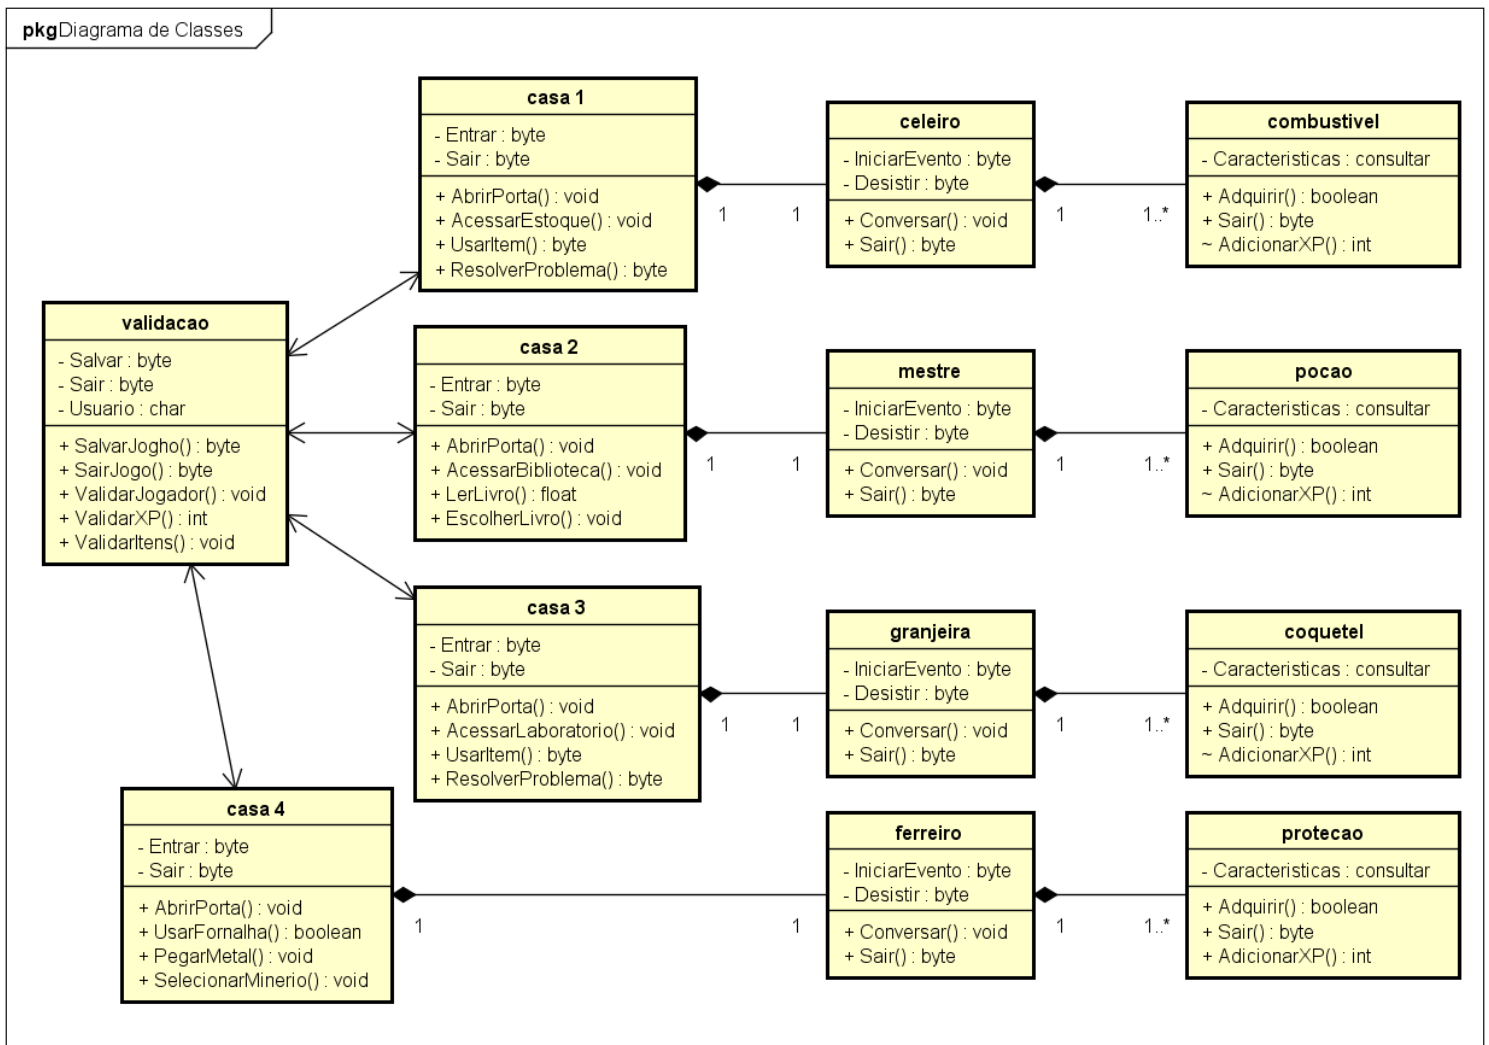 pkg Diagrama de Classes
casa 1
- Entrar : byte
- Sair : byte
+ AbrirPorta() : void
+ AcessarEstoque() : void
+ UsarItem() : byte
+ ResolverProblema() : byte
1
1
celeiro
- IniciarEvento : byte
- Desistir : byte
+ Conversar() : void
+ Sair() : byte
1
1..*
combustivel
- Caracteristicas : consultar
+ Adquirir() : boolean
+ Sair() : byte
~ AdicionarXP() : int
validacao
- Salvar : byte
- Sair : byte
- Usuario : char
+ SalvarJogho() : byte
+ SairJogo() : byte
+ ValidarJogador() : void
+ ValidarXP() : int
+ ValidarItens() : void
casa 2
- Entrar : byte
- Sair : byte
+ AbrirPorta() : void
+ AcessarBiblioteca() : void
+ LerLivro() : float
+ EscolherLivro() : void
1
1
mestre
- IniciarEvento : byte
- Desistir : byte
+ Conversar() : void
+ Sair() : byte
1
1..*
pocao
- Caracteristicas : consultar
+ Adquirir() : boolean
+ Sair() : byte
~ AdicionarXP() : int
casa 3
- Entrar : byte
- Sair : byte
+ AbrirPorta() : void
+ AcessarLaboratorio() : void
+ UsarItem() : byte
+ ResolverProblema() : byte
1
1
granjeira
- IniciarEvento : byte
- Desistir : byte
+ Conversar() : void
+ Sair() : byte
1
1..*
coquetel
- Caracteristicas : consultar
+ Adquirir() : boolean
+ Sair() : byte
~ AdicionarXP() : int
casa 4
- Entrar : byte
- Sair : byte
+ AbrirPorta() : void
+ UsarFornalha() : boolean
+ PegarMetal() : void
+ SelecionarMinerio() : void
1
1
ferreiro
- IniciarEvento : byte
- Desistir : byte
+ Conversar() : void
+ Sair() : byte
1
1..*
protecao
- Caracteristicas : consultar
+ Adquirir() : boolean
+ Sair() : byte
+ AdicionarXP() : int